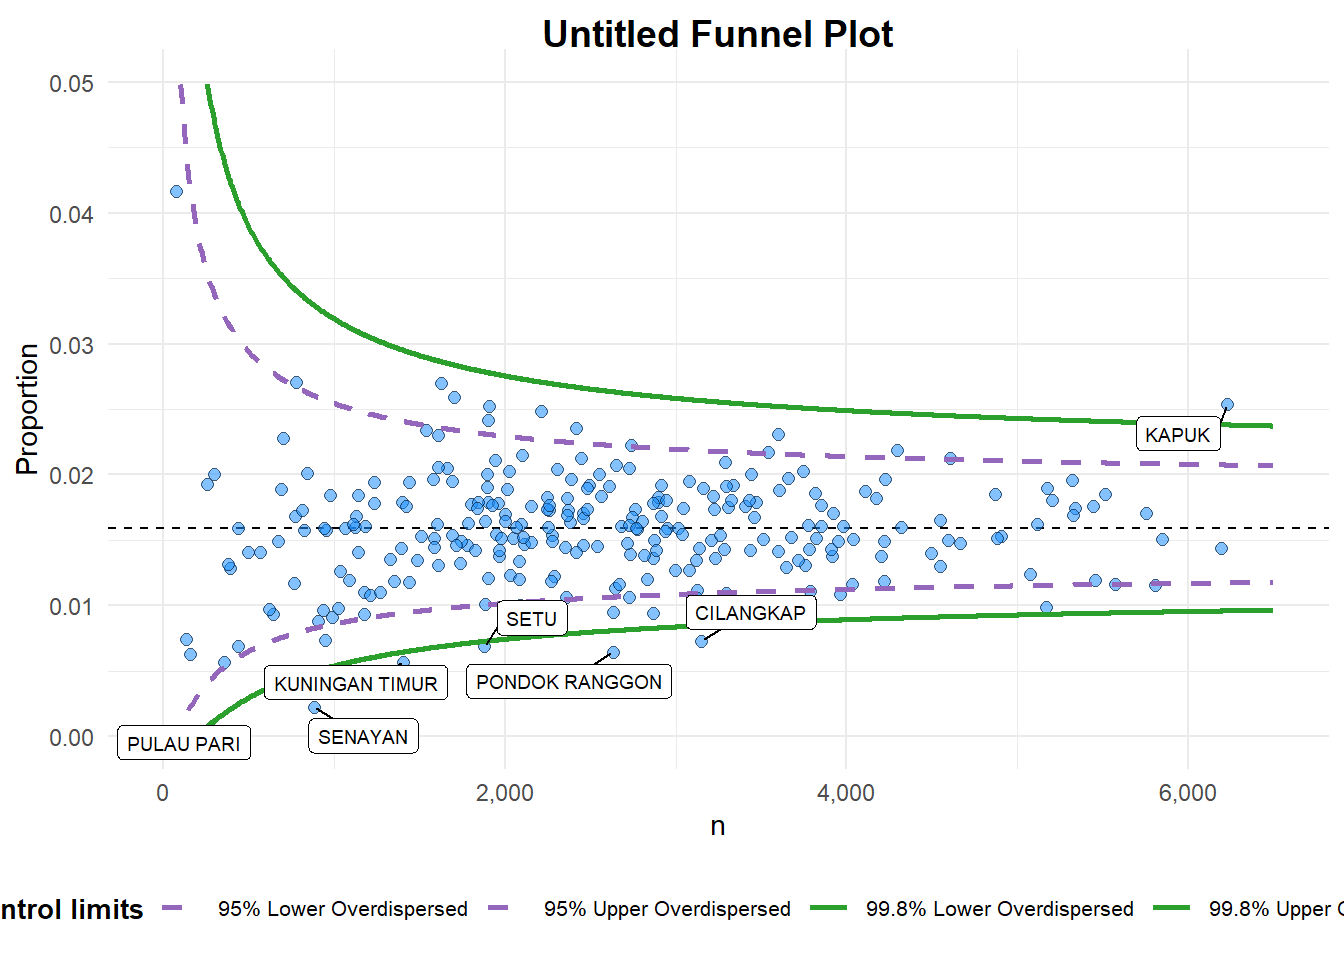 Untitled Funnel Plot
0.05
0.04
0.03
0.02
0.01
0.00
Proportion
KAPUK
CILANGKAP
SETU
PONDOK RANGGON
KUNINGAN TIMUR
SENAYAN
PULAU PARI
0 2,000 4,000 6,000
n
ntrol limits 95% Lower Overdispersed 95% Upper Overdispersed 99.8% Lower Overdispersed 99.8% Upper O